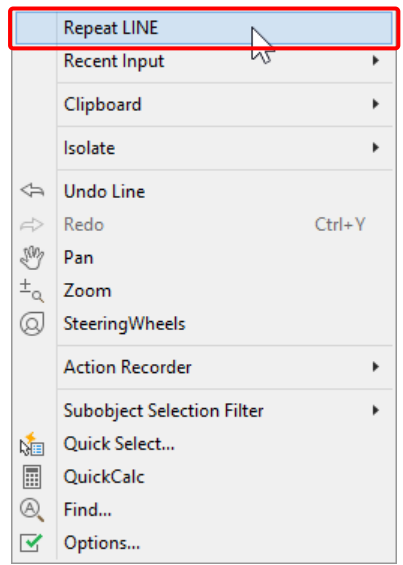 Repeat LINE
Recent Input
Clipboard
Isolate
Undo Line
Redo Ctrl+Y
Pan
Zoom
SteeringWheels
Action Recorder
Subobject Selection Filter
Quick Select...
QuickCalc
Find...
Options...